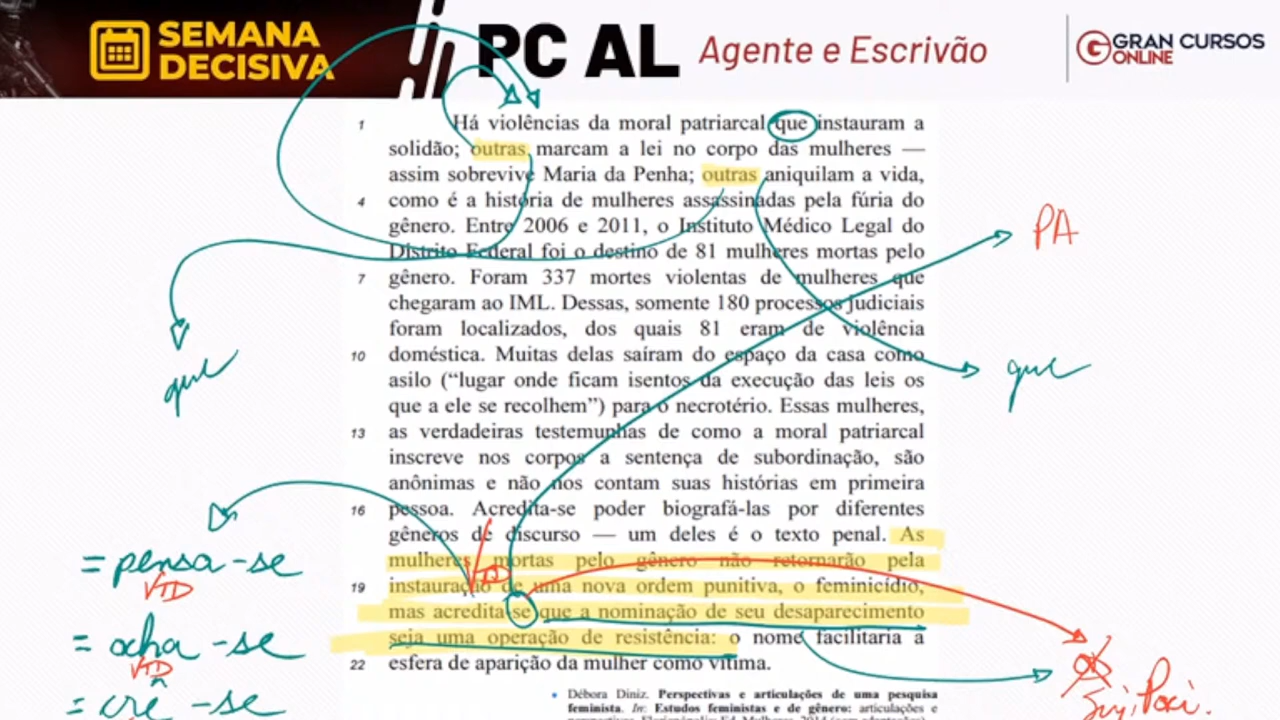 SEMANA
DECISIVA
PC AL
Agente e Escrivão
GRAN CURSOS
ONLINE
1 Há violências da moral patriarcal que instauram a
solidão; outras marcam a lei no corpo das mulheres —
assim sobrevive Maria da Penha; outras aniquilam a vida,
4 como é a história de mulheres assassinadas pela fúria do
gênero. Entre 2006 e 2011, o Instituto Médico Legal do
Distrito Federal foi o destino de 81 mulheres mortas pelo
7 gênero. Foram 337 mortes violentas de mulheres que
chegaram ao IML. Dessas, somente 180 processos judiciais
foram localizados, dos quais 81 eram de violência
10 doméstica. Muitas delas saíram do espaço da casa como
asilo (“lugar onde ficam isentos da execução das leis os
que a ele se recolhem”) para o necrotério. Essas mulheres,
13 as verdadeiras testemunhas de como a moral patriarcal
inscreve nos corpos a sentença de subordinação, são
anônimas e não nos contam suas histórias em primeira
16 pessoa. Acredita-se poder biografá-las por diferentes
gêneros de discurso — um deles é o texto penal. As
mulheres mortas pelo gênero não retornarão pela
19 instauração de uma nova ordem punitiva, o feminicídio,
mas acredita-se que a nominação de seu desaparecimento
seja uma operação de resistência: o nome facilitaria a
22 esfera de aparição da mulher como vítima.
Débora Diniz. Perspectivas e articulações de uma pesquisa
feminista. In: Estudos feministas e de gênero: articulações e
PA
que
que
= pensa-se
VTD
= acha-se
VTD
= crê-se
VTD
Suj. Paci.